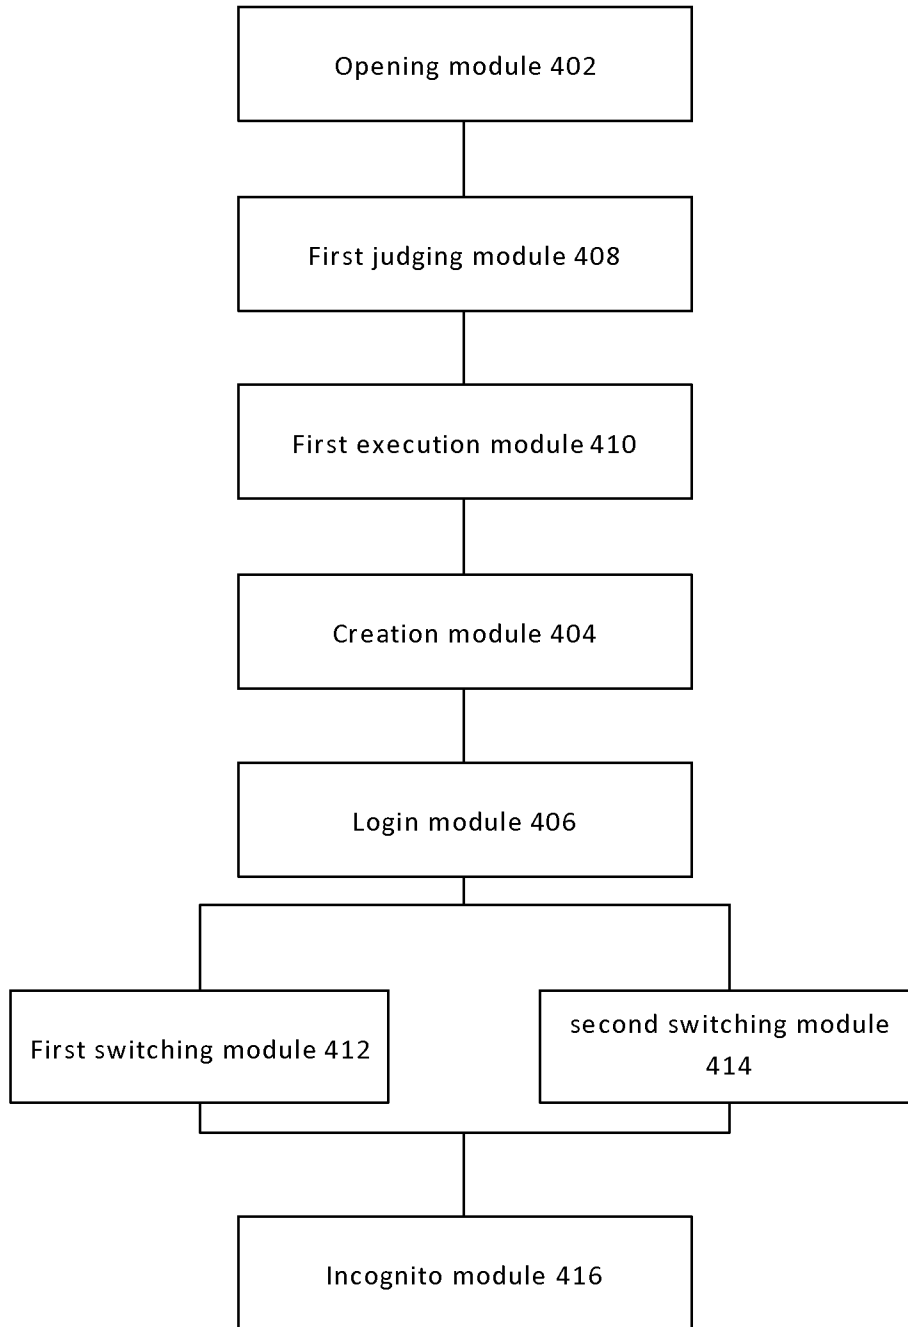 Opening module 402
First judging module 408
First execution module 410
Creation module 404
Login module 406
First switching module 412
second switching module
414
Incognito module 416